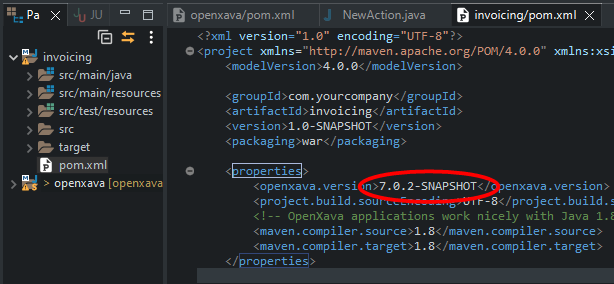 Pa
JU
openxava/pom.xml
NewAction.java
invoicing/pom.xml
invoicing
src/main/java
src/main/resources
src/test/resources
src
target
pom.xml
> openxava [openxava
<?xml version="1.0" encoding="UTF-8"?>
<project xmlns="http://maven.apache.org/POM/4.0.0" xmlns:xsi
<modelVersion>4.0.0</modelVersion>
<groupId>com.yourcompany</groupId>
<artifactId>invoicing</artifactId>
<version>1.0-SNAPSHOT</version>
<packaging>war</packaging>
<properties>
<openxava.version>7.0.2-SNAPSHOT</openxava.version>
<project.build.sourceEncoding>UTF-8</project.build.so
<!-- OpenXava applications work nicely with Java 1.8
<maven.compiler.source>1.8</maven.compiler.source>
<maven.compiler.target>1.8</maven.compiler.target>
</properties>